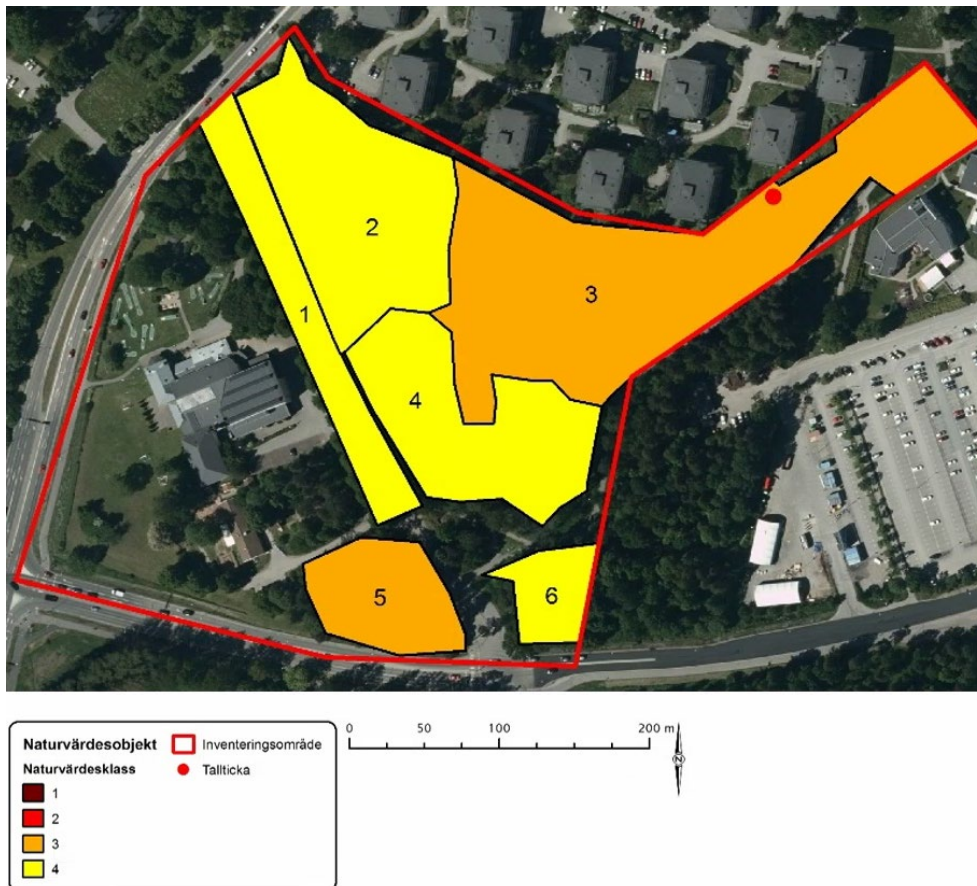 2
3
1
4
5
6
0 50 100 200 m
Naturvärdesobjekt
Inventeringsområde
Naturvärdesklass
Tallticka
1
2
3
4